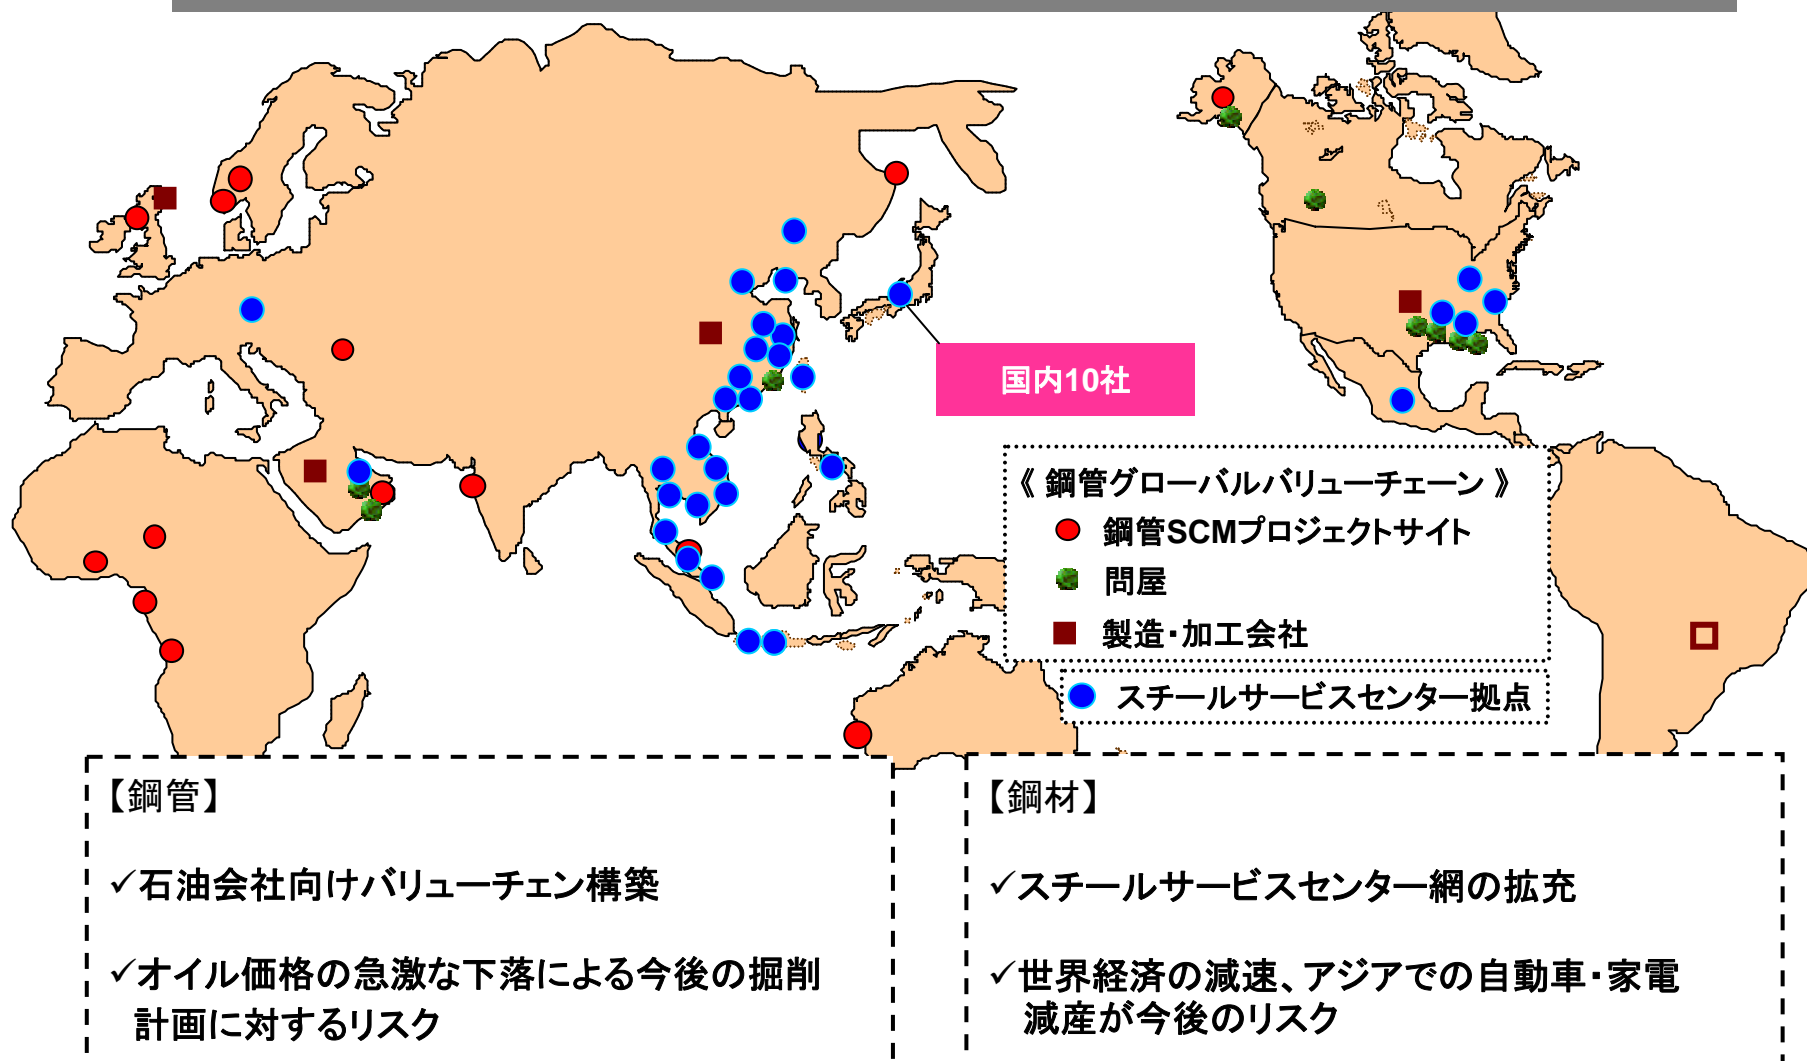 国内10社
《 鋼管グローバルバリューチェーン 》
鋼管SCMプロジェクトサイト
問屋
製造・加工会社
スチールサービスセンター拠点
【鋼管】
✓石油会社向けバリューチェン構築
✓オイル価格の急激な下落による今後の掘削
計画に対するリスク
【鋼材】
✓スチールサービスセンター網の拡充
✓世界経済の減速、アジアでの自動車・家電
減産が今後のリスク